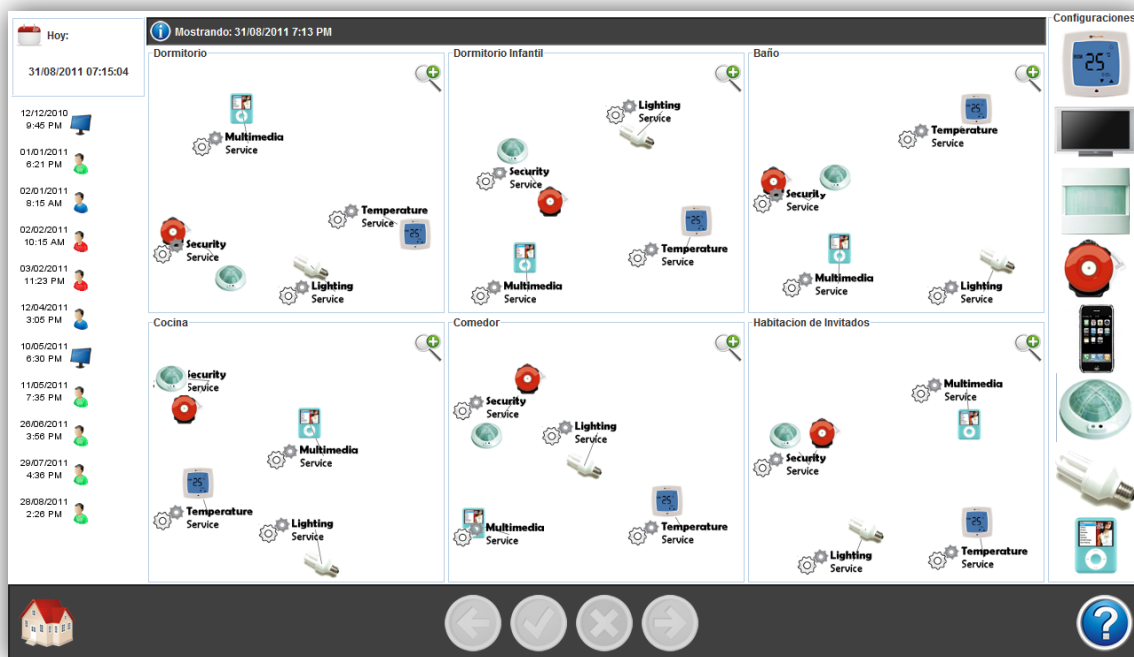 Hoy:
31/08/2011 07:15:04
12/12/2010
9:45 PM
01/01/2011
6:21 PM
02/01/2011
8:15 AM
02/02/2011
10:15 AM
03/02/2011
11:23 PM
12/04/2011
3:05 PM
10/05/2011
6:30 PM
11/05/2011
7:35 PM
26/06/2011
3:56 PM
29/07/2011
4:36 PM
28/08/2011
2:26 PM
Mostrando: 31/08/2011 7:13 PM
Dormitorio
Multimedia
Service
Temperature
Service
25
Security
Service
Lighting
Service
Dormitorio Infantil
Lighting
Service
Security
Service
25
Temperature
Service
Multimedia
Service
Baño
25
Temperature
Service
Security
Service
Multimedia
Service
Lighting
Service
Cocina
Security
Service
Multimedia
Service
25
Temperature
Service
Lighting
Service
Comedor
Security
Service
Lighting
Service
25
Multimedia
Service
Temperature
Service
Habitacion de Invitados
Multimedia
Service
Security
Service
25
Lighting
Service
Temperature
Service
Configuraciones
25°
?